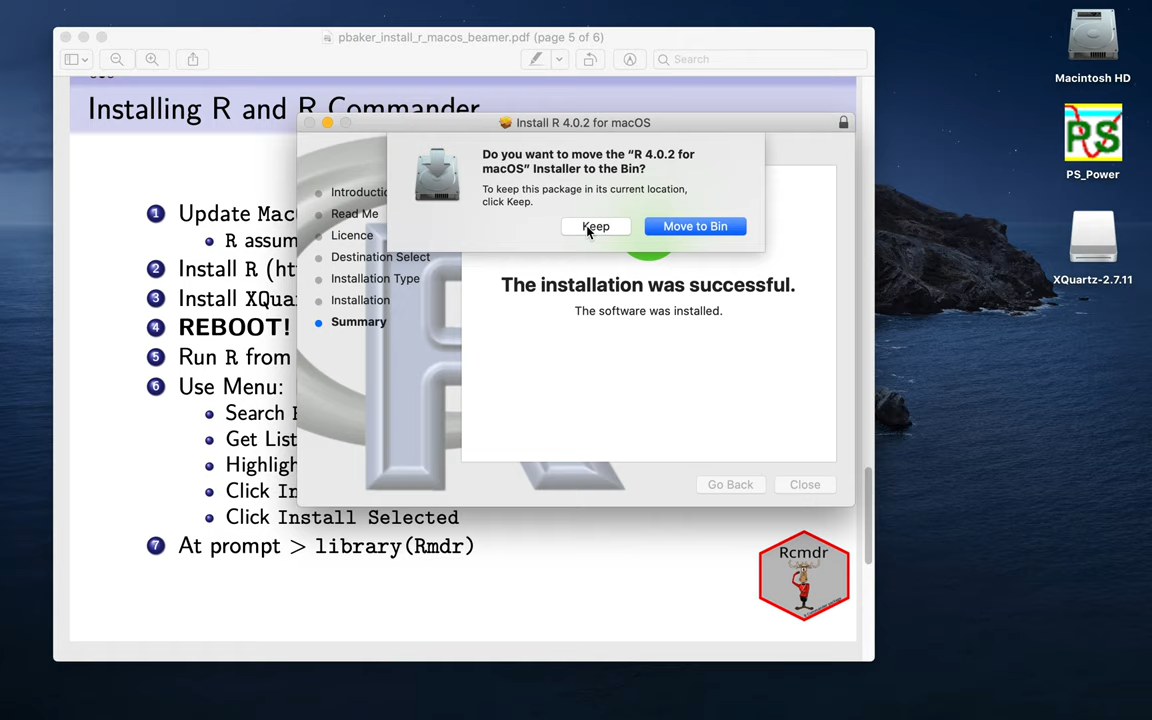 pbaker_install_r_macos_beamer.pdf (page 5 of 6)
Search
Installing R and R Commander
Install R 4.0.2 for macOS
Do you want to move the “R 4.0.2 for
macOS” Installer to the Bin?
To keep this package in its current location,
click Keep.
Keep
Move to Bin
Introductio
Read Me
Licence
Destination Select
Installation Type
Installation
Summary
The installation was successful.
The software was installed.
Go Back
Close
1 Update Mac
R assum
2 Install R (ht
3 Install XQuar
4 REBOOT!
5 Run R from
6 Use Menu:
Search
Get List
Highligh
Click In
Click Install Selected
7 At prompt > library(Rmdr)
Rcmdr
Macintosh HD
PS
PS_Power
XQuartz-2.7.11